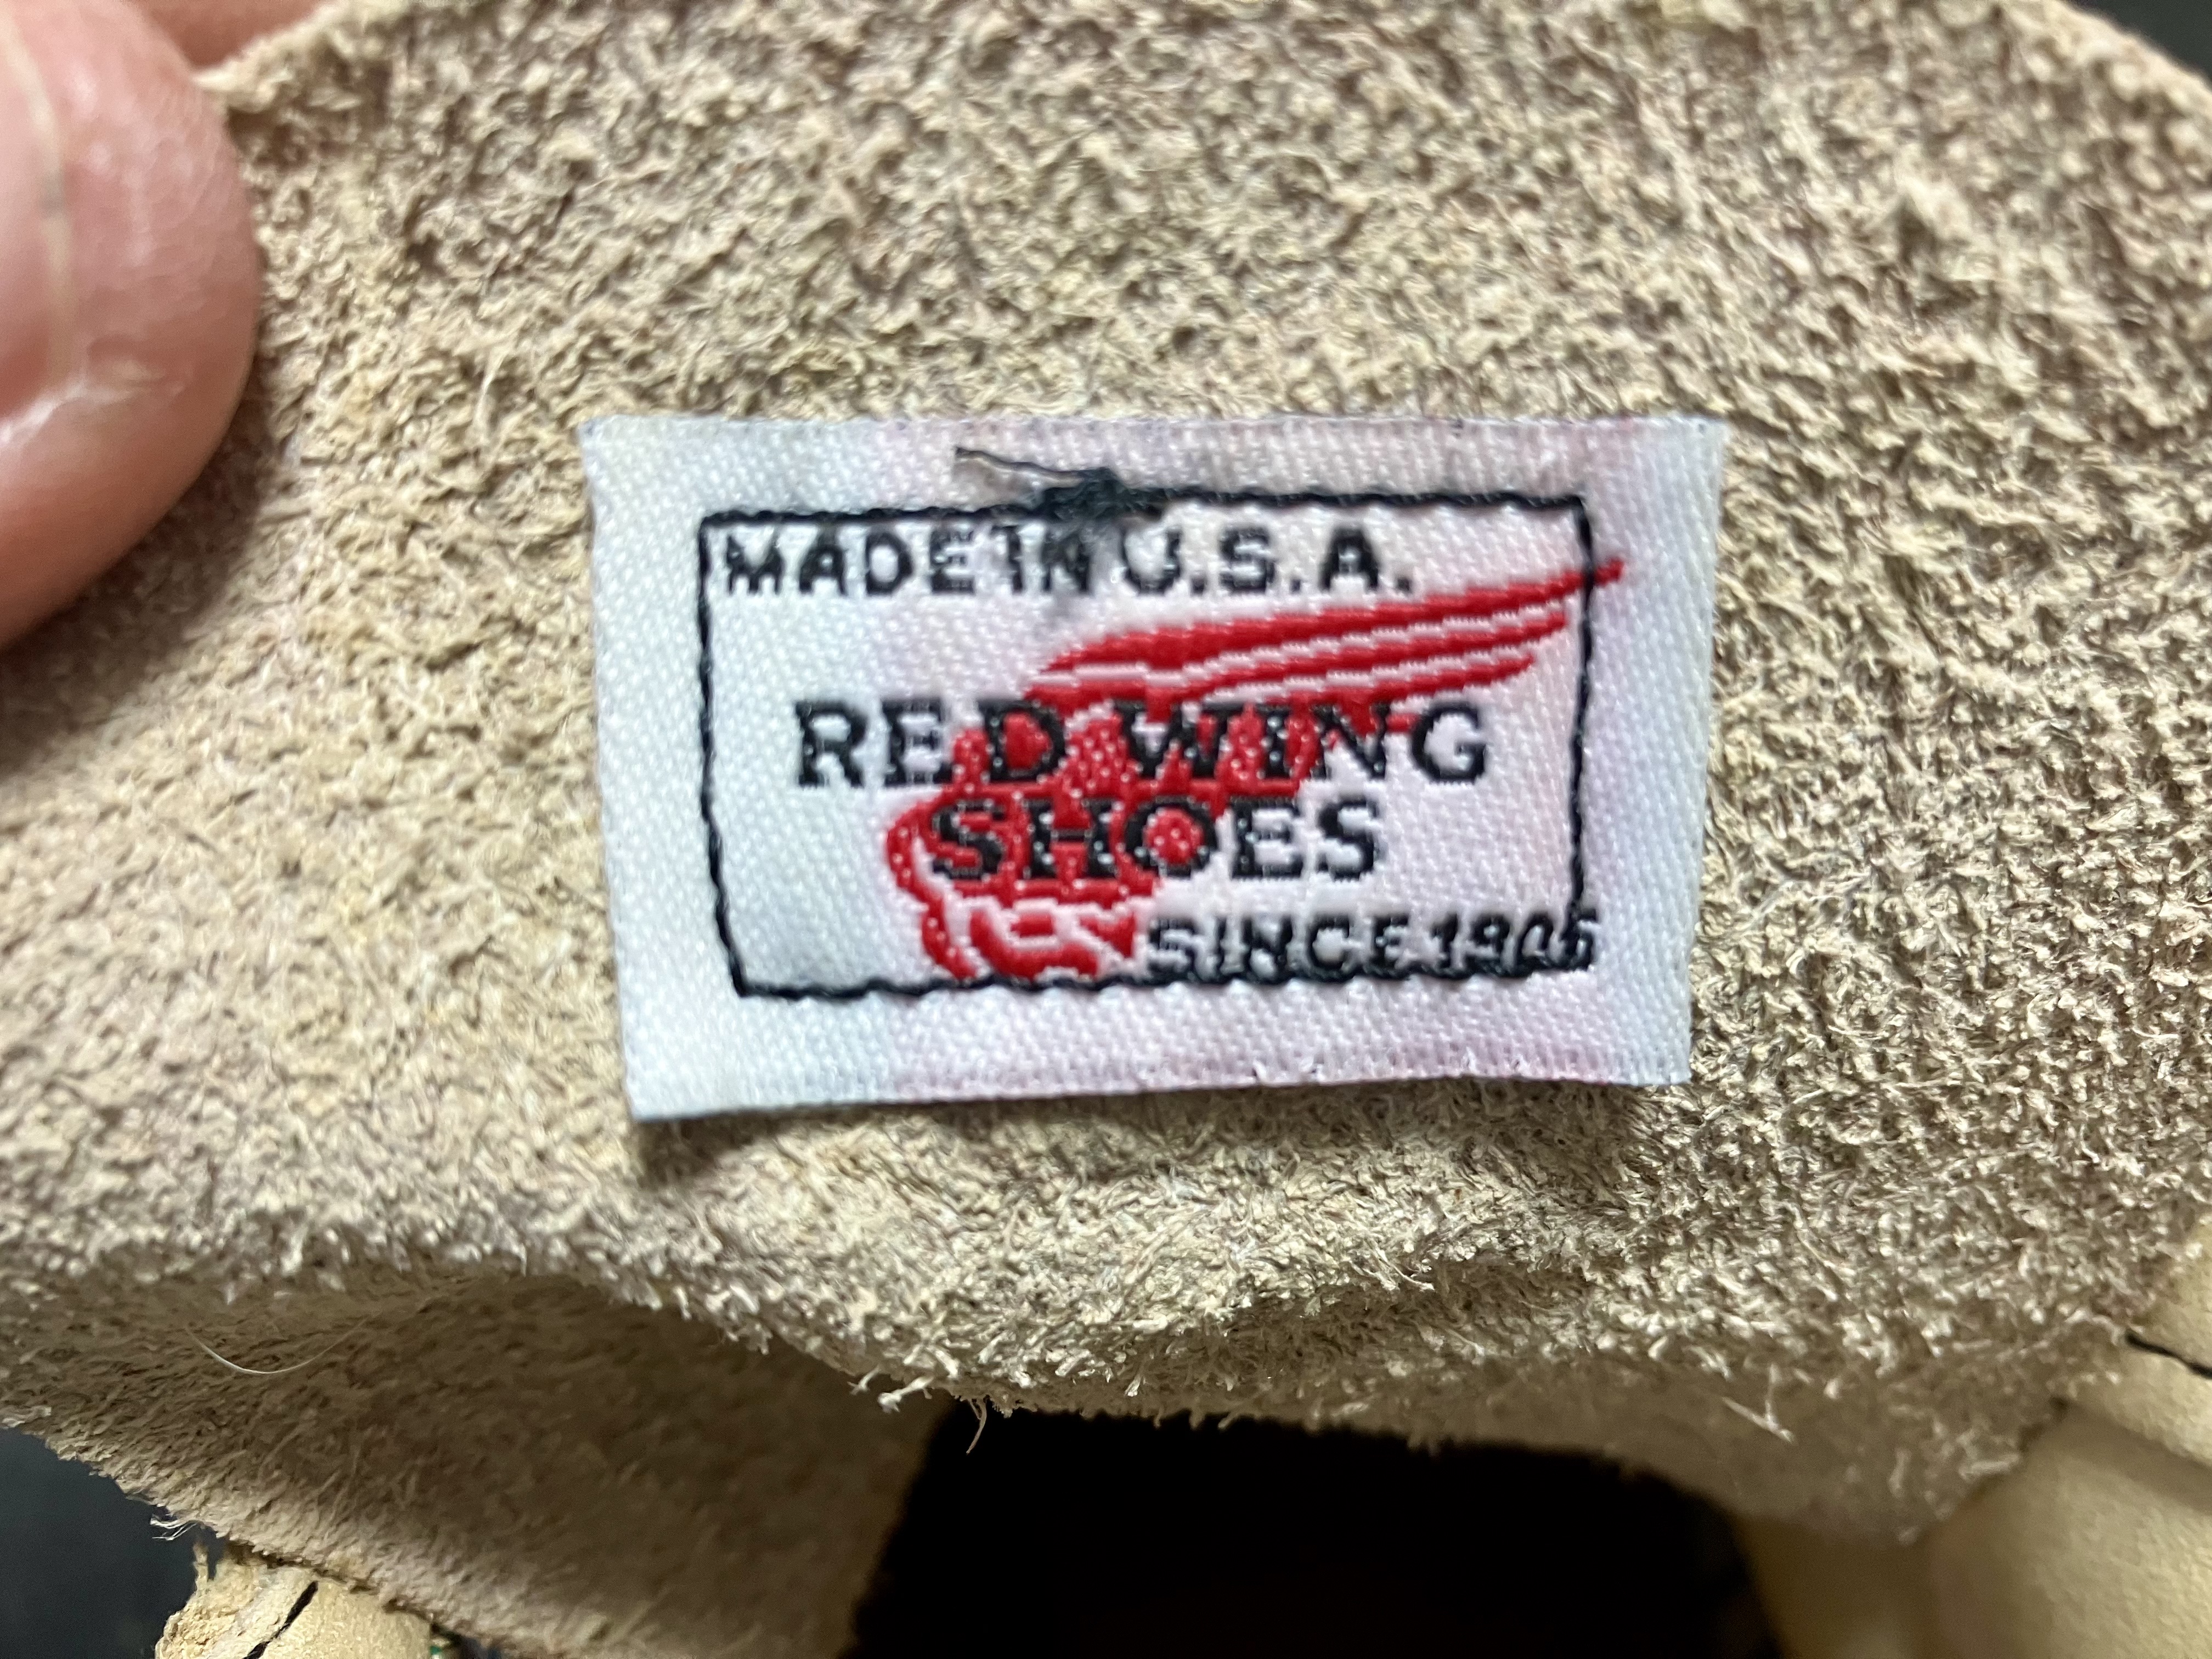 MADE IN U.S.A.
RED WING
SHOES
SINCE 1905